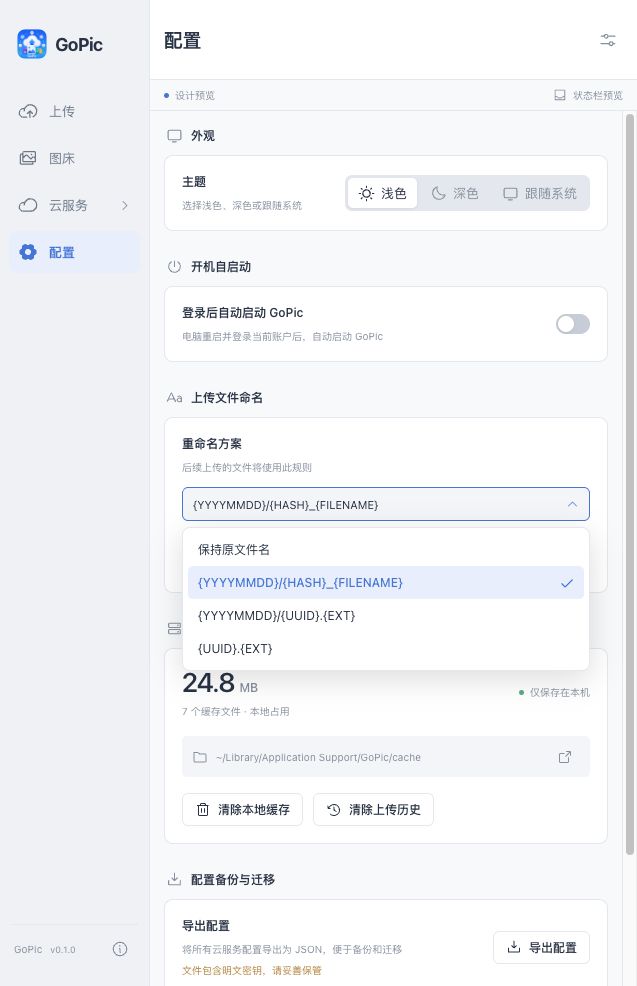 GoPic
上传
图床
云服务
配置
GoPic v0.1.0
配置
设计预览
状态栏预览
外观
主题
选择浅色、深色或跟随系统
浅色
深色
跟随系统
开机自启动
登录后自动启动 GoPic
电脑重启并登录当前账户后，自动启动 GoPic
Aa 上传文件命名
重命名方案
后续上传的文件将使用此规则
{YYYYMMDD}/{HASH}_{FILENAME}
保持原文件名
{YYYYMMDD}/{HASH}_{FILENAME}
{YYYYMMDD}/{UUID}.{EXT}
{UUID}.{EXT}
24.8 MB
仅保存在本机
7 个缓存文件 · 本地占用
~/Library/Application Support/GoPic/cache
清除本地缓存
清除上传历史
配置备份与迁移
导出配置
将所有云服务配置导出为 JSON，便于备份和迁移
文件包含明文密钥，请妥善保管
导出配置